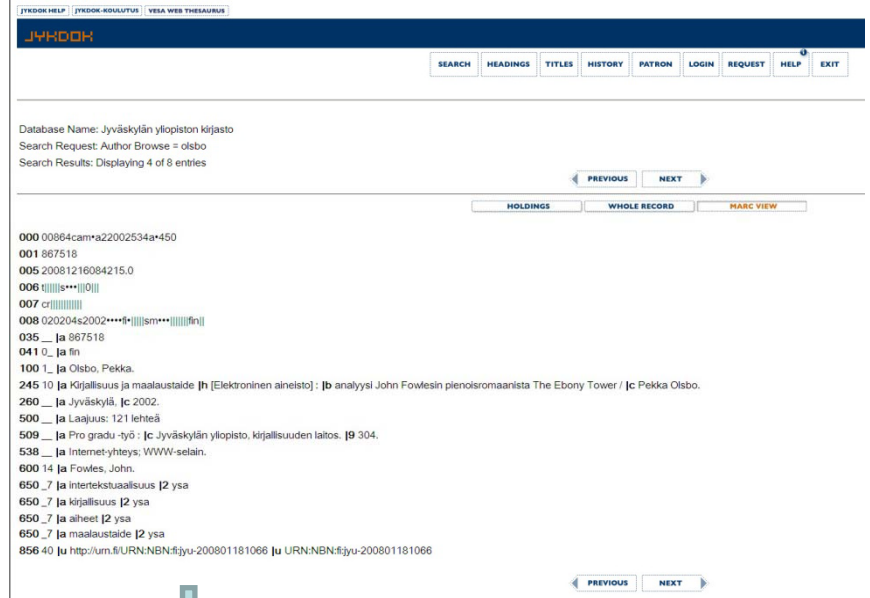 JYKDOK HELP JYKDOK-KOULUTUS VESA WEB THESAURUS
JYKDOK
SEARCH HEADINGS TITLES HISTORY PATRON LOGIN REQUEST HELP EXIT
Database Name: Jyväskylän yliopiston kirjasto
Search Request: Author Browse = olsbo
Search Results: Displaying 4 of 8 entries
PREVIOUS NEXT
HOLDINGS WHOLE RECORD MARC VIEW
000 00864cam•a22002534a•450
001 867518
005 20081216084215.0
006 t||||||s•••|||0|||
007 cr||||||||||||
008 020204s2002••••fi•|||||sm•••|||||||fin||
035 __ |a 867518
041 0_ |a fin
100 1_ |a Olsbo, Pekka.
245 10 |a Kirjallisuus ja maalaustaide |h [Elektroninen aineisto] : |b analyysi John Fowlesin pienoisromaanista The Ebony Tower / |c Pekka Olsbo.
260 __ |a Jyväskylä, |c 2002.
500 __ |a Laajuus: 121 lehteä
509 __ |a Pro gradu -työ : |c Jyväskylän yliopisto, kirjallisuuden laitos. |9 304.
538 __ |a Internet-yhteys; WWW-selain.
600 14 |a Fowles, John.
650 _7 |a intertekstuaalisuus |2 ysa
650 _7 |a kirjallisuus |2 ysa
650 _7 |a aiheet |2 ysa
650 _7 |a maalaustaide |2 ysa
856 40 |u http://urn.fi/URN:NBN:fi:jyu-200801181066 |u URN:NBN:fi:jyu-200801181066
PREVIOUS NEXT